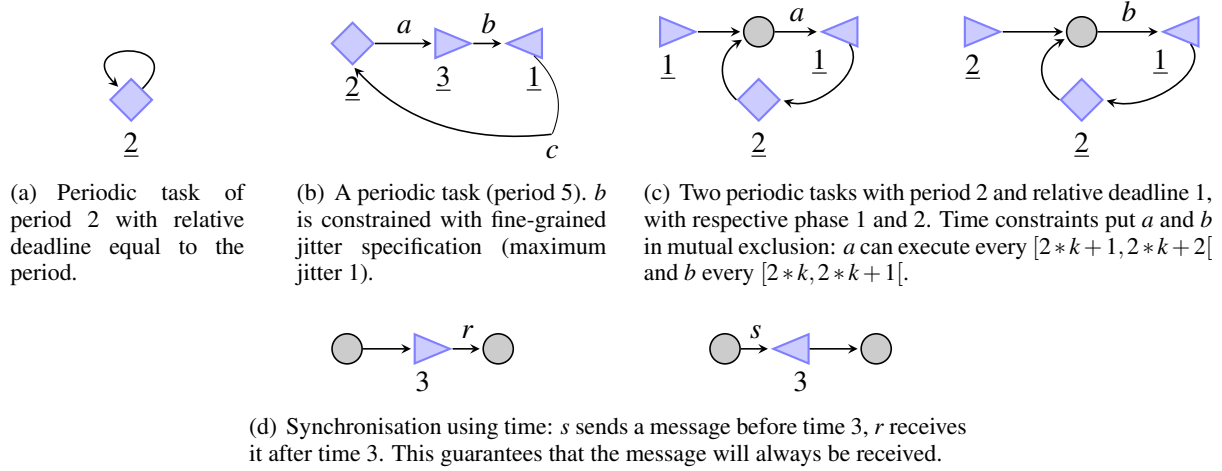 a
b
2
3
1
c
2
a
1
1
2
b
2
1
2
(a) Periodic task of
period 2 with relative
deadline equal to the
period.
(b) A periodic task (period 5). b
is constrained with fine-grained
jitter specification (maximum
jitter 1).
(c) Two periodic tasks with period 2 and relative deadline 1,
with respective phase 1 and 2. Time constraints put a and b
in mutual exclusion: a can execute every [2∗k+1,2∗k+2[
and b every [2∗k,2∗k+1[.
r
3
s
3
(d) Synchronisation using time: s sends a message before time 3, r receives
it after time 3. This guarantees that the message will always be received.